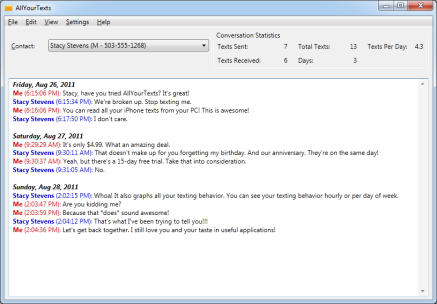 AllYourTexts
File Edit View Settings Help
Conversation Statistics
Contact: Stacy Stevens (M - 503-555-1268) Texts Sent: 7 Total Texts: 13 Texts Per Day: 4.3
Texts Received: 6 Days: 3
Friday, Aug 26, 2011
Me (6:15:06 PM): Stacy, have you tried AllYourTexts? It's great!
Stacy Stevens (6:15:34 PM): We're broken up. Stop texting me.
Me (6:16:06 PM): You can read all your iPhone texts from your PC! This is awesome!
Stacy Stevens (6:17:50 PM): I don't care.
Saturday, Aug 27, 2011
Me (9:29:29 AM): It's only $4.99. What an amazing deal.
Stacy Stevens (9:30:11 AM): That doesn't make up for you forgetting my birthday. And our anniversary. They're on the same day!
Me (9:30:37 AM): Yeah, but there's a 15-day free trial. Take that into consideration.
Stacy Stevens (9:31:05 AM): No.
Sunday, Aug 28, 2011
Stacy Stevens (2:02:15 PM): Whoa! It also graphs all your texting behavior. You can see your texting behavior hourly or per day of week.
Me (2:03:47 PM): Are you kidding me?
Me (2:03:59 PM): Because that *does* sound awesome!
Stacy Stevens (2:04:12 PM): That's what I've been trying to tell you!!!
Me (2:04:36 PM): Let's get back together. I still love you and your taste in useful applications!